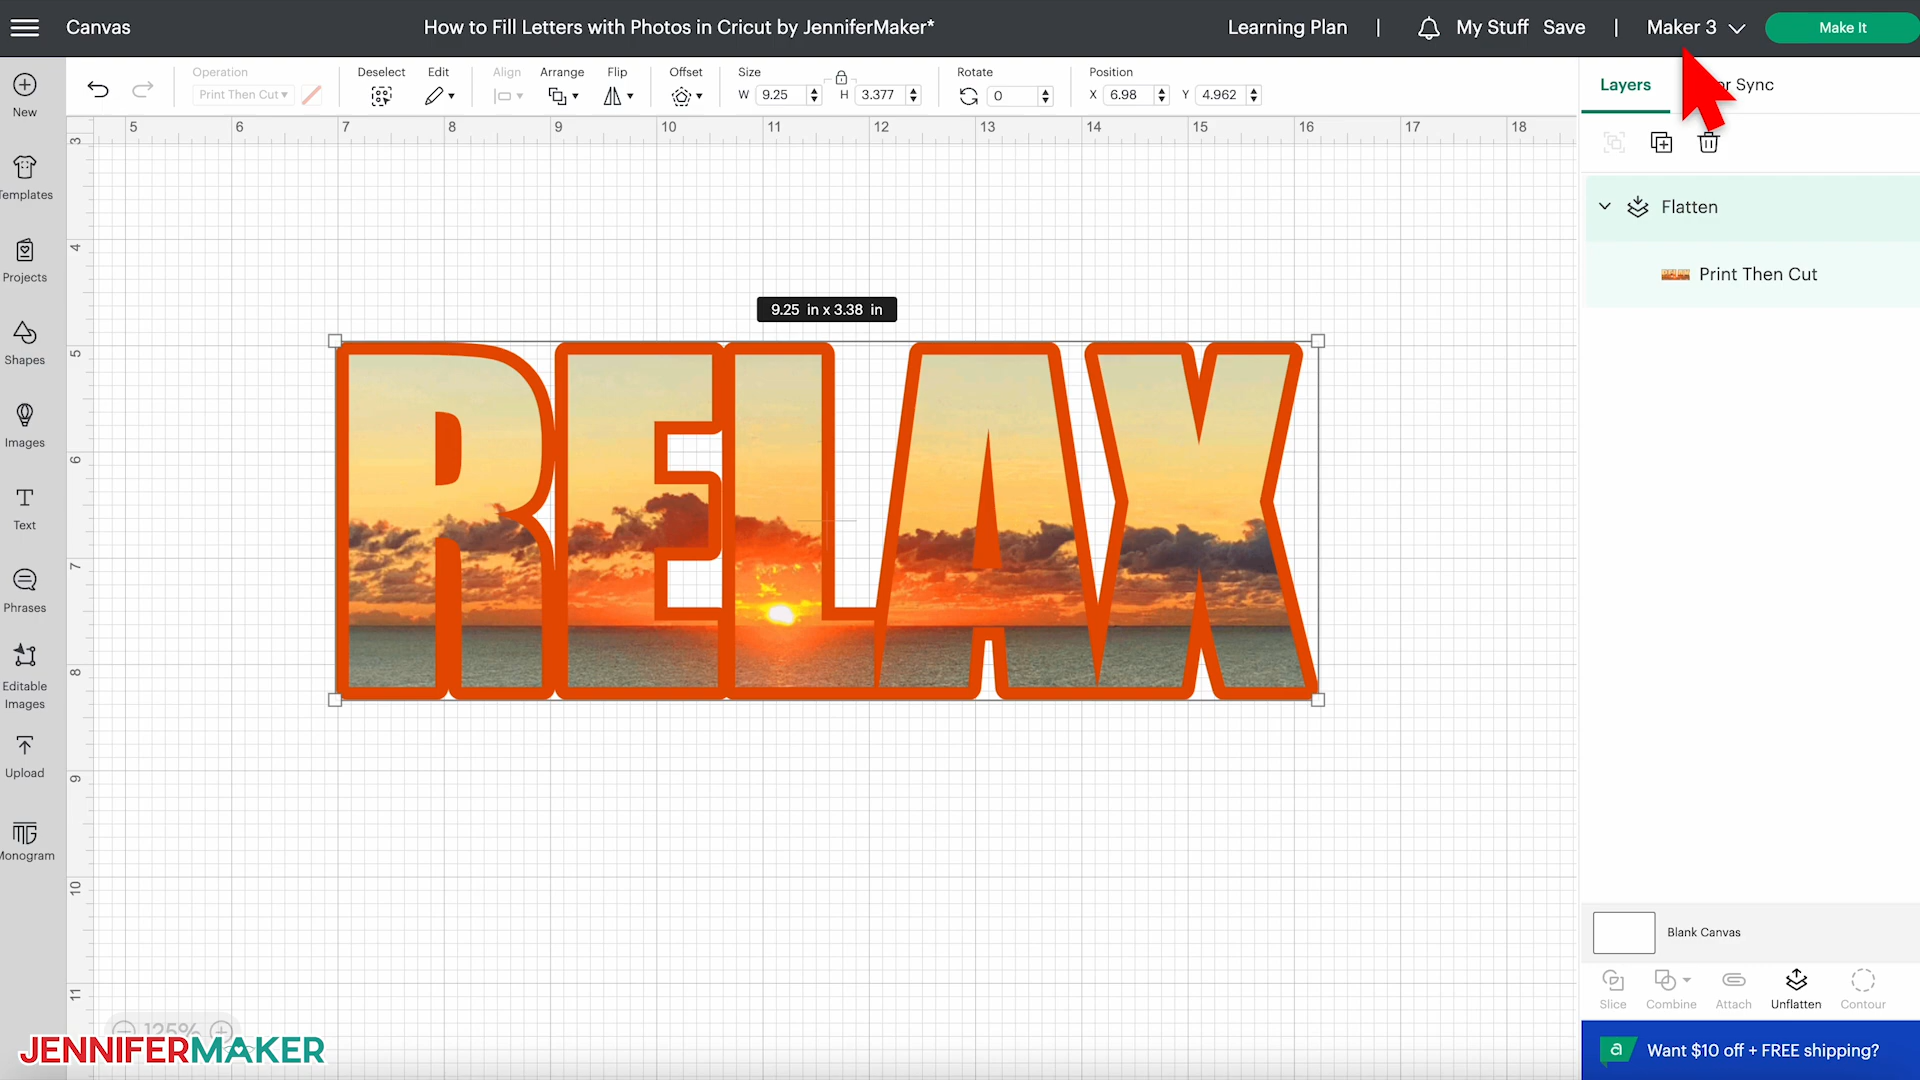 Canvas
How to Fill Letters with Photos in Cricut by JenniferMaker*
Learning Plan | My Stuff Save | Maker 3
Make It
Operation
Print Then Cut
Deselect
Edit
Align
Arrange
Flip
Offset
Size
W 9.25
H 3.377
Rotate
0
Position
X 6.98
Y 4.962
Layers
or Sync
New
Templates
Projects
Shapes
Images
Text
Phrases
Editable
Images
Upload
Monogram
5 6 7 8 9 10 11 12 13 14 15 16 17 18
3
4
5
6
7
8
9
10
11
9.25 in x 3.38 in
RELAX
Flatten
Print Then Cut
Blank Canvas
Slice
Combine
Attach
Unflatten
Contour
125%
JENNIFERMAKER
a
Want $10 off + FREE shipping?